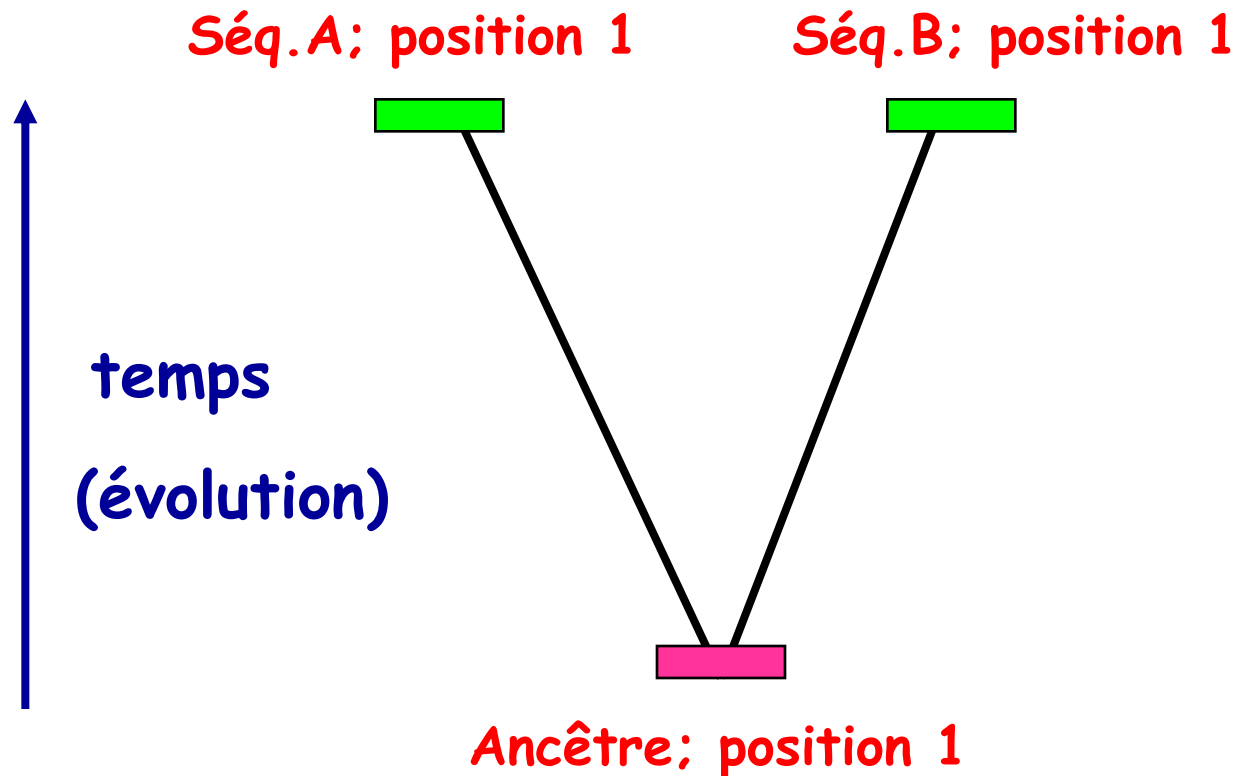 Séq.A; position 1
Séq.B; position 1
temps
(évolution)
Ancêtre; position 1